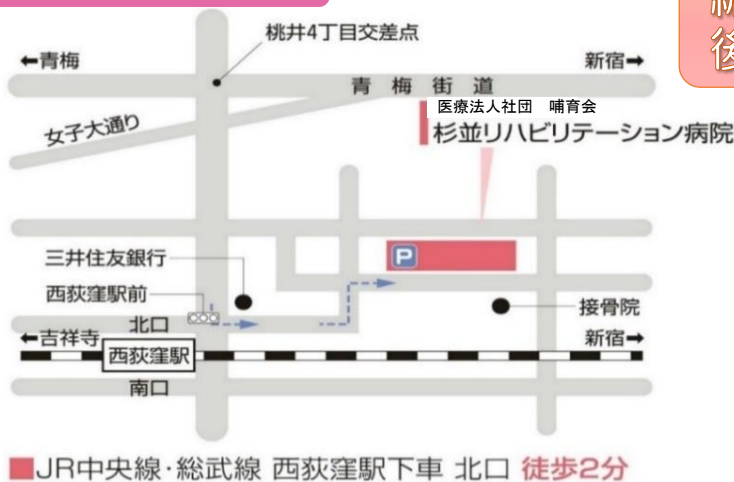 新
後
桃井4丁目交差点
←青梅
新宿→
青梅街道
医療法人社団 哺育会
杉並リハビリテーション病院
女子大通り
P
三井住友銀行
西荻窪駅前
北口
接骨院
←吉祥寺
新宿→
西荻窪駅
南口
■JR中央線・総武線 西荻窪駅下車 北口 徒歩2分